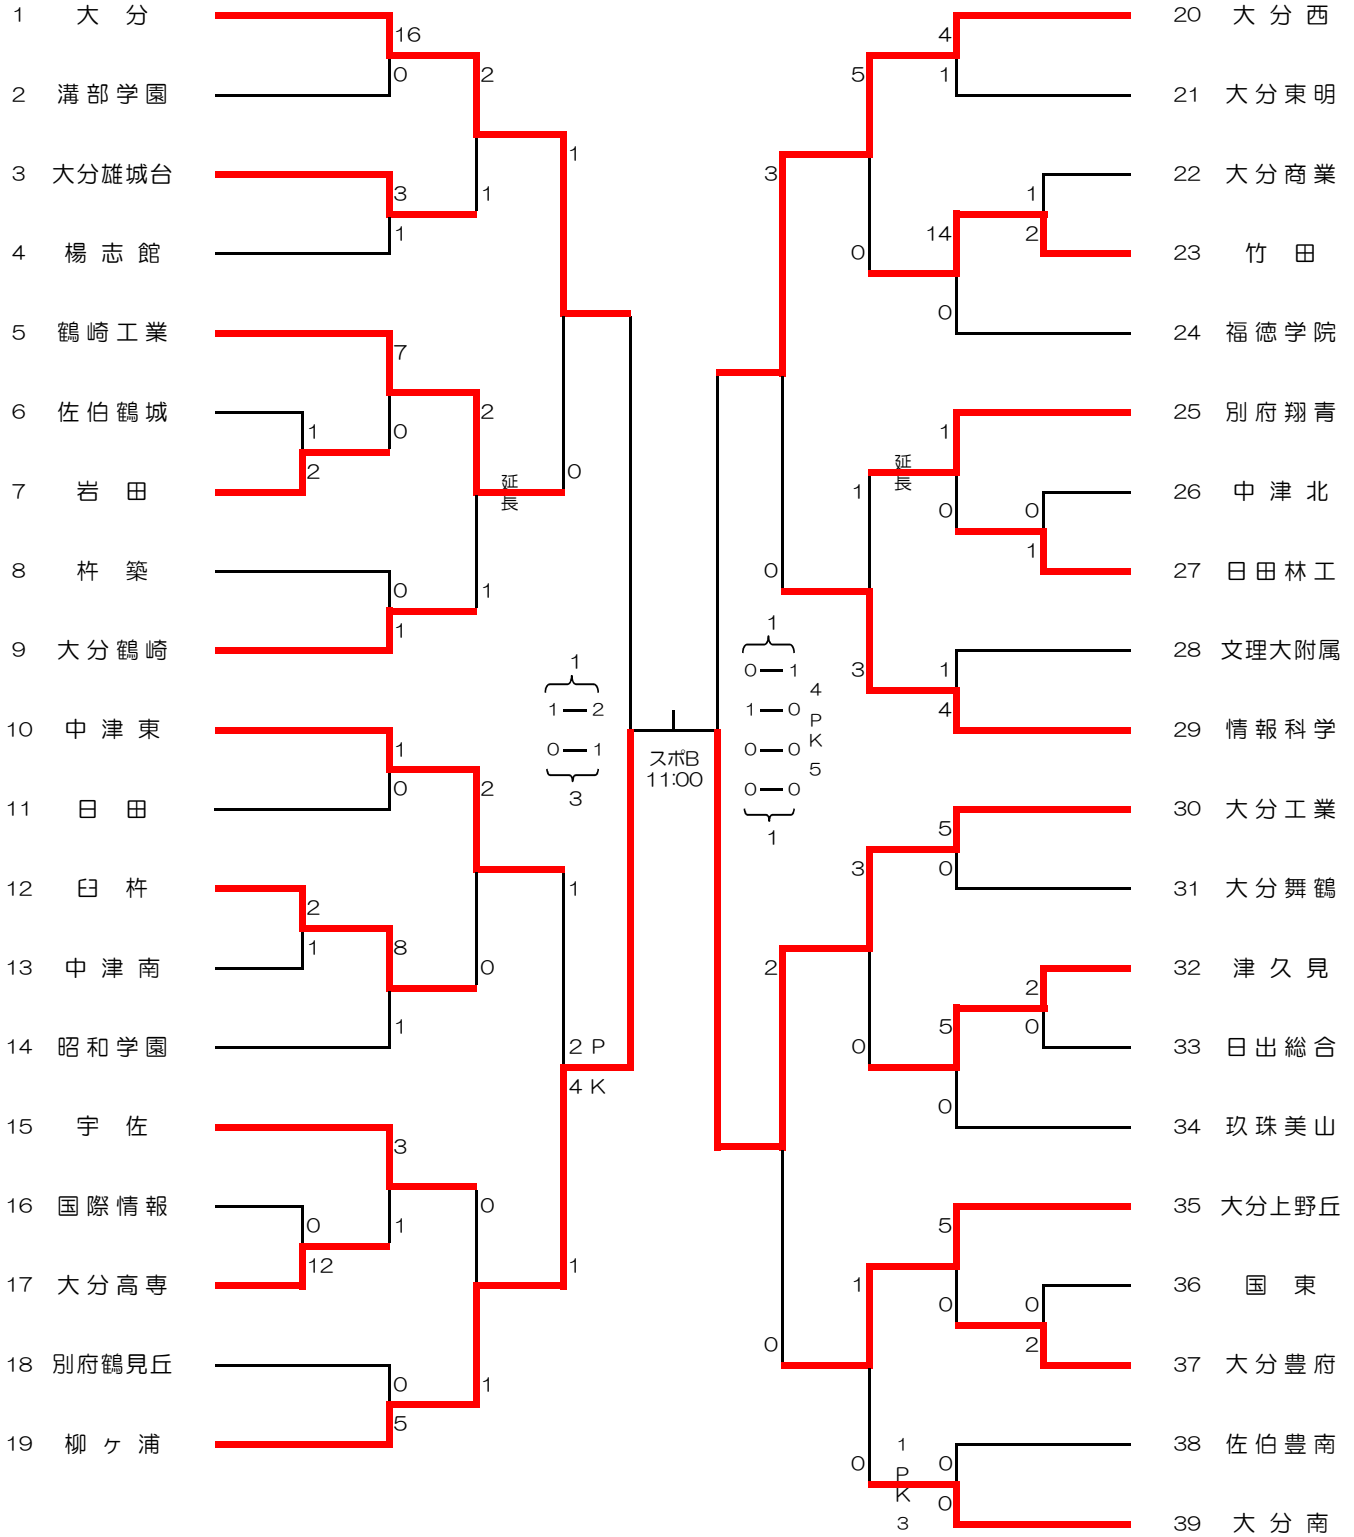 1 大分
16
0
2 溝部学園
2
1
3 大分雄城台
3
1
1
4 楊志館
5 鶴崎工業
7
0
6 佐伯鶴城
1
2
2
延長
0
7 岩田
8 杵築
0
1
1
9 大分鶴崎
10 中津東
1
0
2
11 日田
12 臼杵
2
1
8
0
1
13 中津南
1
14 昭和学園
2 P
4 K
15 宇佐
3
1
0
16 国際情報
0
12
17 大分高専
1
18 別府鶴見丘
0
5
1
19 柳ヶ浦
1
1 2
0 1
3
スポB
11:00
1
0 1
1 0
0 0
0 0
1
4 PK 5
20 大分西
4
1
5
21 大分東明
3
22 大分商業
1
2
14
0
23 竹田
0
24 福徳学院
25 別府翔青
1
延長
0
1
26 中津北
0
1
27 日田林工
0
28 文理大附属
1
4
3
29 情報科学
30 大分工業
5
0
3
31 大分舞鶴
2
32 津久見
2
0
5
0
33 日出総合
0
34 玖珠美山
35 大分上野丘
5
0
1
36 国東
0
2
0
37 大分豊府
38 佐伯豊南
0
0
0
1 PK 3
39 大分南